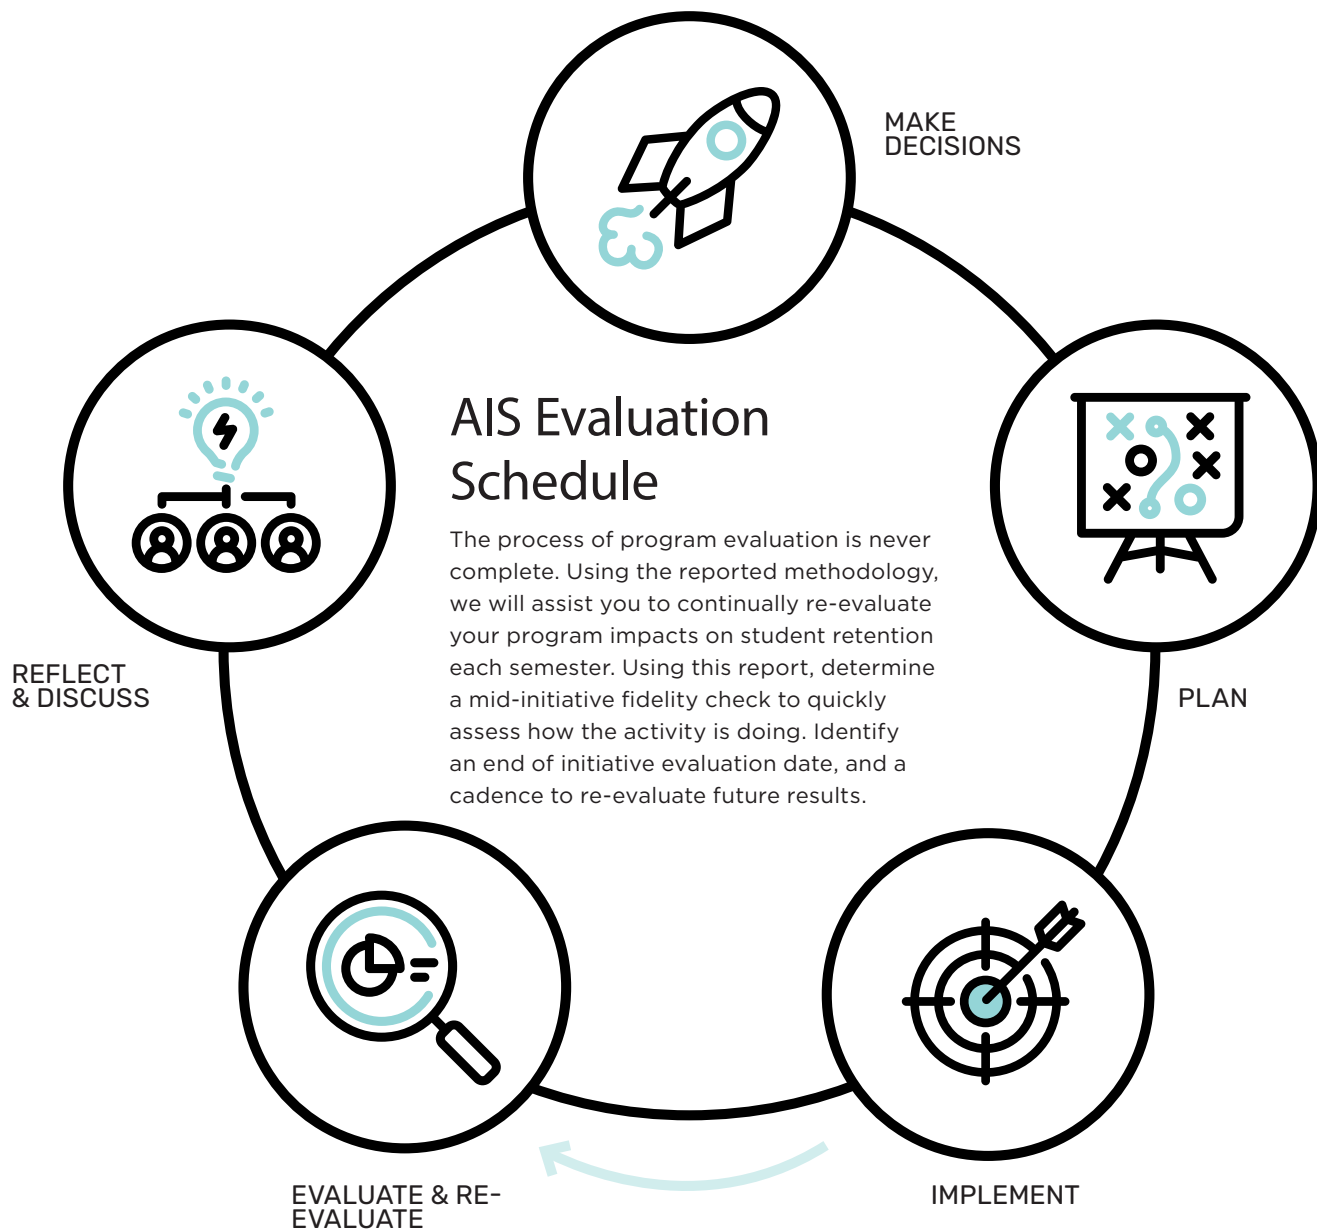 MAKE
DECISIONS
AIS Evaluation
Schedule
The process of program evaluation is never
complete. Using the reported methodology,
we will assist you to continually re-evaluate
your program impacts on student retention
each semester. Using this report, determine
a mid-initiative fidelity check to quickly
assess how the activity is doing. Identify
an end of initiative evaluation date, and a
cadence to re-evaluate future results.
REFLECT
& DISCUSS
PLAN
EVALUATE & RE-
EVALUATE
IMPLEMENT